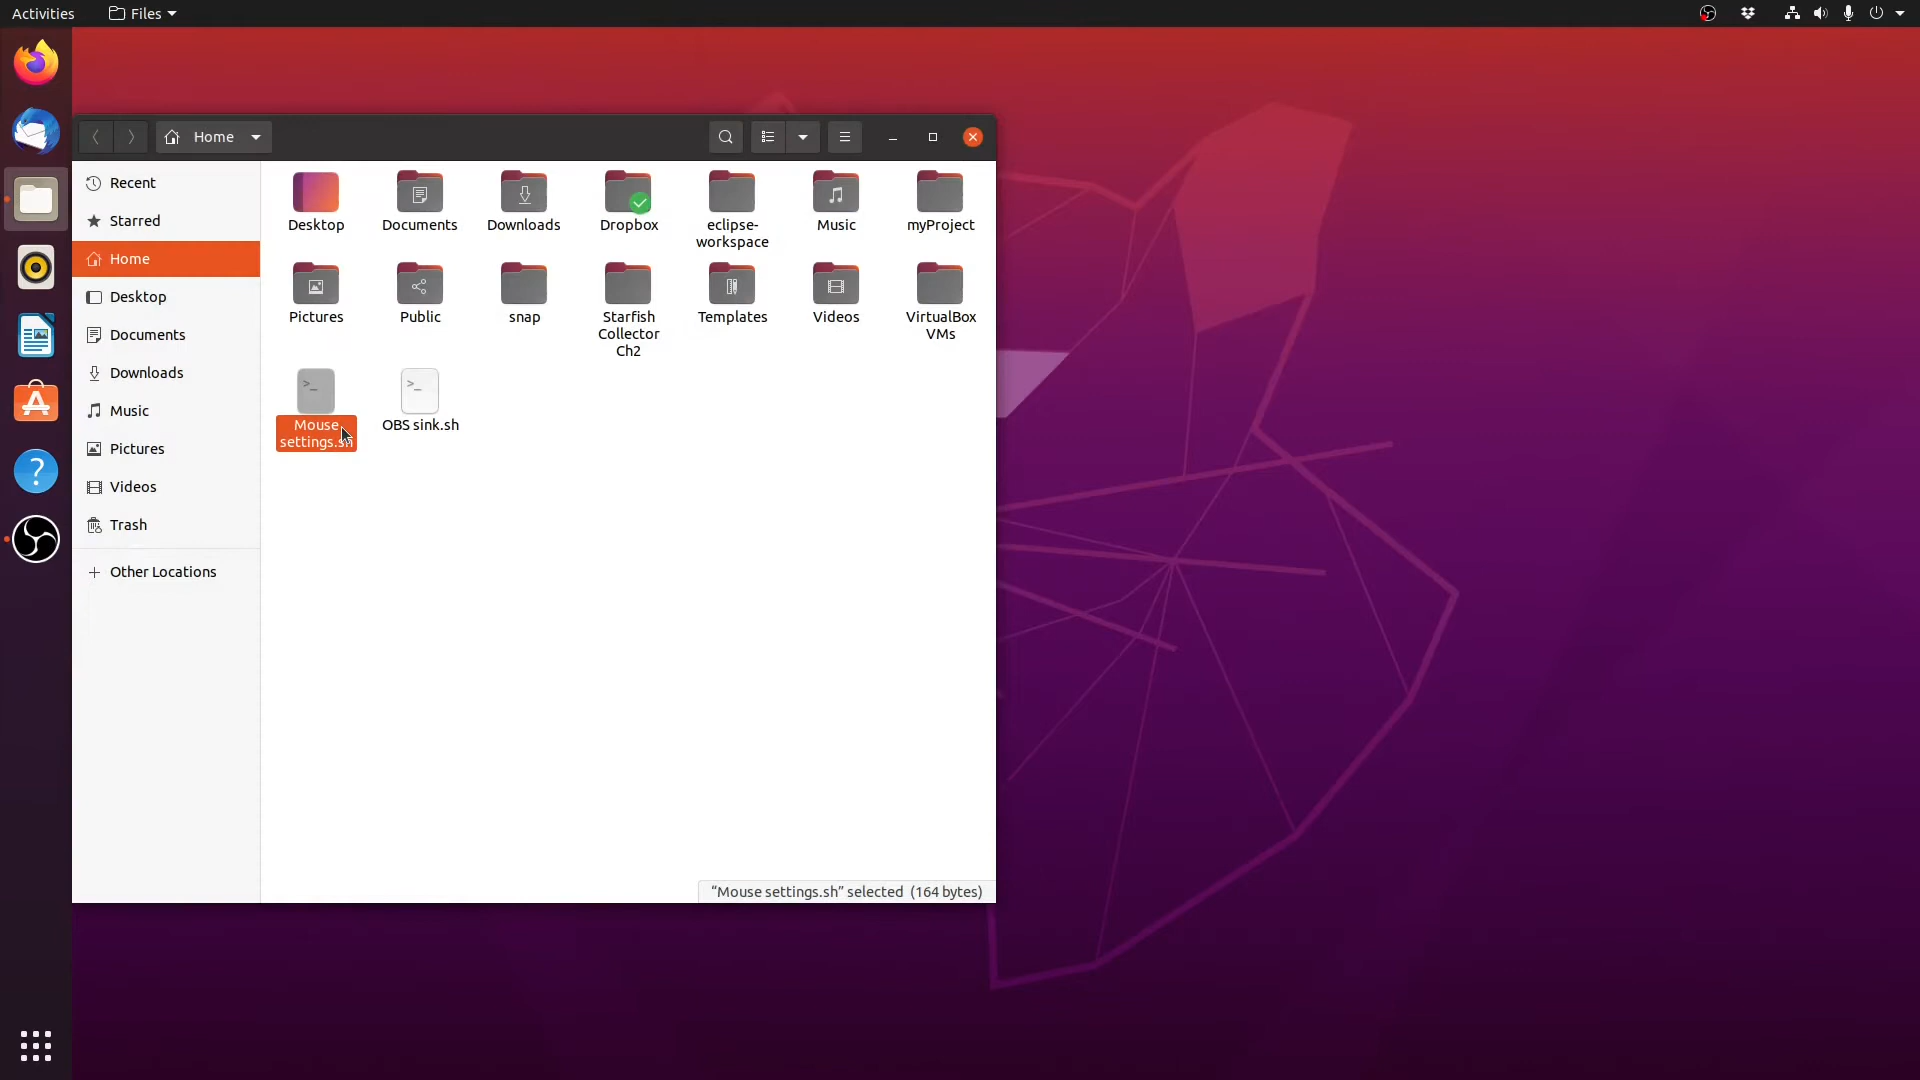 Activities
Files
Home
Recent
Starred
Home
Desktop
Documents
Downloads
Music
Pictures
Videos
Trash
Other Locations
Desktop
Documents
Downloads
Dropbox
eclipse-
workspace
Music
myProject
Pictures
Public
snap
Starfish
Collector
Ch2
Templates
Videos
VirtualBox
VMs
>_
Mouse
settings.sh
>_
OBS sink.sh
“Mouse settings.sh” selected (164 bytes)